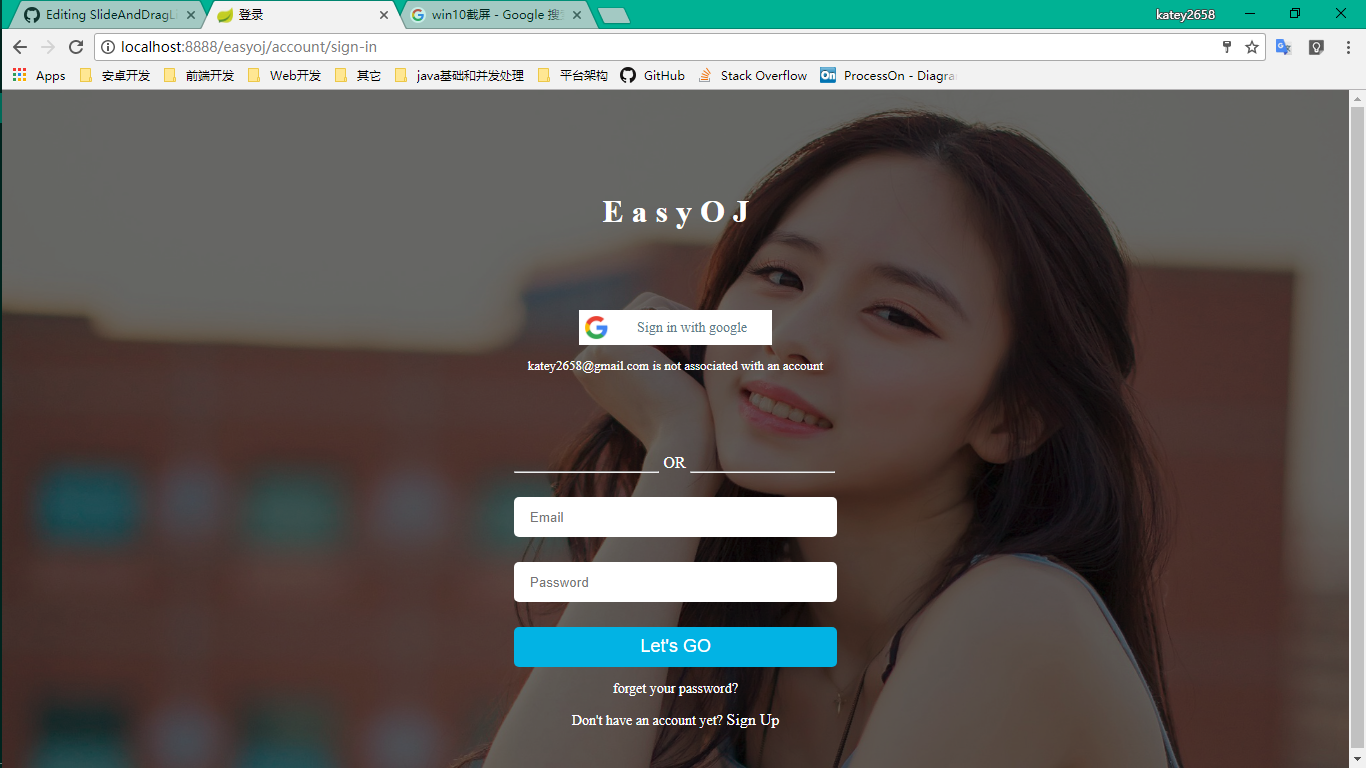 Editing SlideAndDragLi
登录
win10截屏 - Google 搜
katey2658
localhost:8888/easyoj/account/sign-in
Apps
安卓开发
前端开发
Web开发
其它
java基础和并发处理
平台架构
GitHub
Stack Overflow
On
ProcessOn - Diagra
E a s y O J
Sign in with google
katey2658@gmail.com is not associated with an account
OR
Email
Password
Let's GO
forget your password?
Don't have an account yet? Sign Up